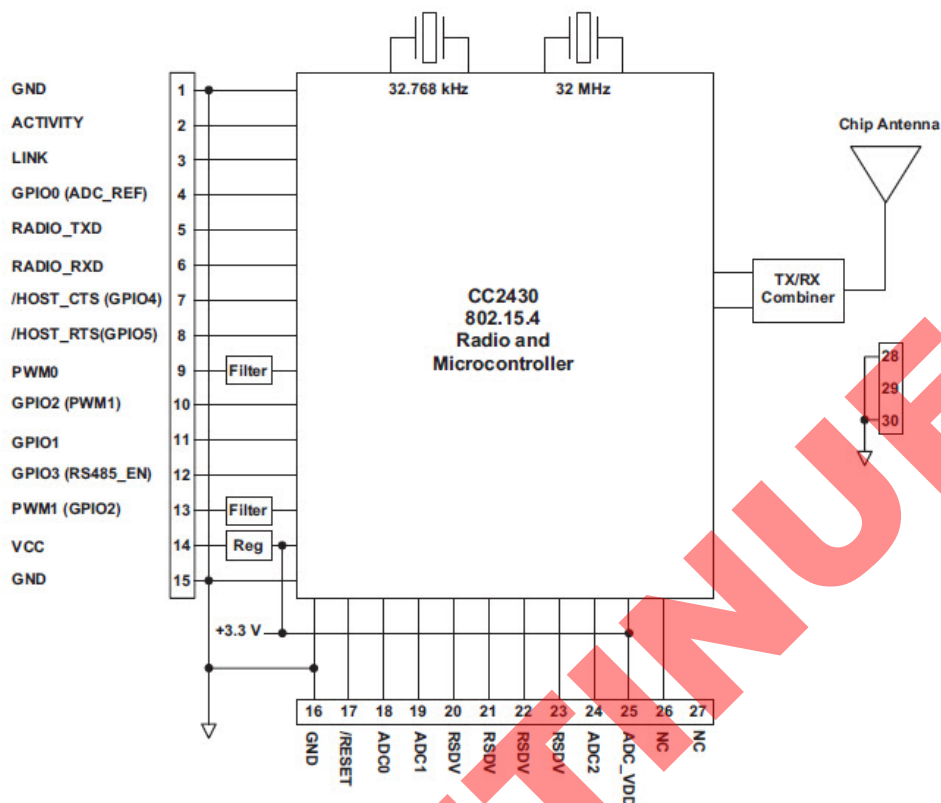 32.768 kHz
32 MHz
Chip Antenna
GND 1
ACTIVITY 2
LINK 3
GPIO0 (ADC_REF) 4
RADIO_TXD 5
RADIO_RXD 6
/HOST_CTS (GPIO4) 7
/HOST_RTS(GPIO5) 8
PWM0 9 Filter
GPIO2 (PWM1) 10
GPIO1 11
GPIO3 (RS485_EN) 12
PWM1 (GPIO2) 13 Filter
VCC 14 Reg
GND 15
CC2430
802.15.4
Radio and
Microcontroller
TX/RX
Combiner
28
29
30
+3.3 V
16 17 18 19 20 21 22 23 24 25 26 27
GND
/RESET
ADC0
ADC1
RSDV
RSDV
RSDV
RSDV
ADC2
ADC_VDD
NC
NC